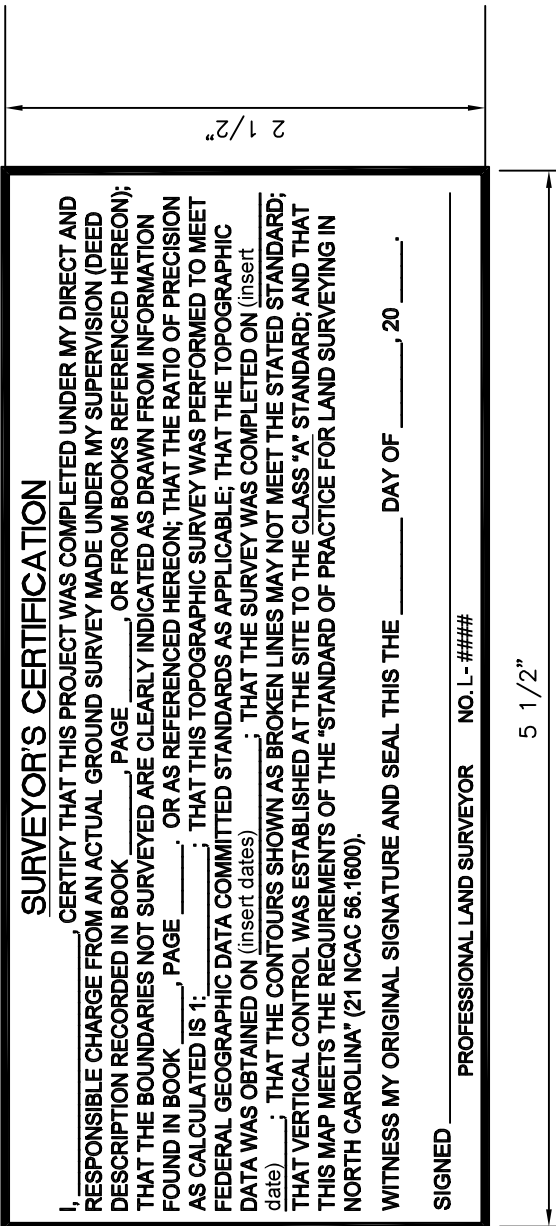 SURVEYOR'S CERTIFICATION
I, ____________, CERTIFY THAT THIS PROJECT WAS COMPLETED UNDER MY DIRECT AND
RESPONSIBLE CHARGE FROM AN ACTUAL GROUND SURVEY MADE UNDER MY SUPERVISION (DEED
DESCRIPTION RECORDED IN BOOK ______, PAGE ______, OR FROM BOOKS REFERENCED HEREON);
THAT THE BOUNDARIES NOT SURVEYED ARE CLEARLY INDICATED AS DRAWN FROM INFORMATION
FOUND IN BOOK ____, PAGE ____. OR AS REFERENCED HEREON; THAT THE RATIO OF PRECISION
AS CALCULATED IS 1: ________; THAT THIS TOPOGRAPHIC SURVEY WAS PERFORMED TO MEET
FEDERAL GEOGRAPHIC DATA COMMITTED STANDARDS AS APPLICABLE; THAT THE TOPOGRAPHIC
DATA WAS OBTAINED ON (insert dates) ________; THAT THE SURVEY WAS COMPLETED ON (insert
date) ___; THAT THE CONTOURS SHOWN AS BROKEN LINES MAY NOT MEET THE STATED STANDARD;
THAT VERTICAL CONTROL WAS ESTABLISHED AT THE SITE TO THE CLASS "A" STANDARD; AND THAT
THIS MAP MEETS THE REQUIREMENTS OF THE "STANDARD OF PRACTICE FOR LAND SURVEYING IN
NORTH CAROLINA" (21 NCAC 56.1600).
WITNESS MY ORIGINAL SIGNATURE AND SEAL THIS THE ________ DAY OF ______, 20 ____.
SIGNED ________________
PROFESSIONAL LAND SURVEYOR NO. L-####
2 1/2"
5 1/2"